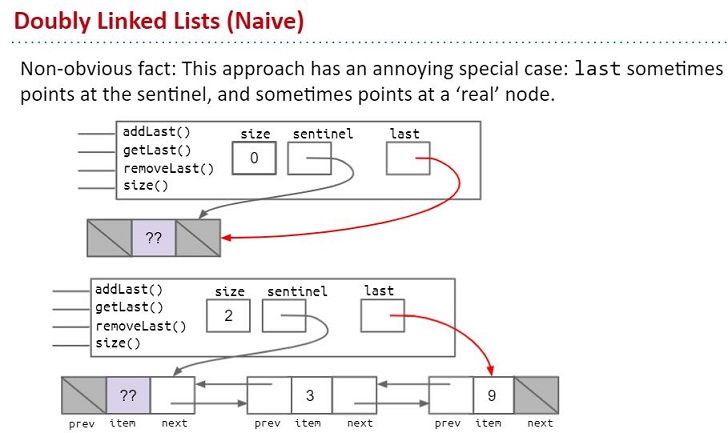 Doubly Linked Lists (Naive)
Non-obvious fact: This approach has an annoying special case: last sometimes
points at the sentinel, and sometimes points at a ‘real’ node.
addLast() size sentinel last
getLast() 0
removeLast()
size()
??
addLast() size sentinel last
getLast() 2
removeLast()
size()
?? 3 9
prev item next prev item next prev item next